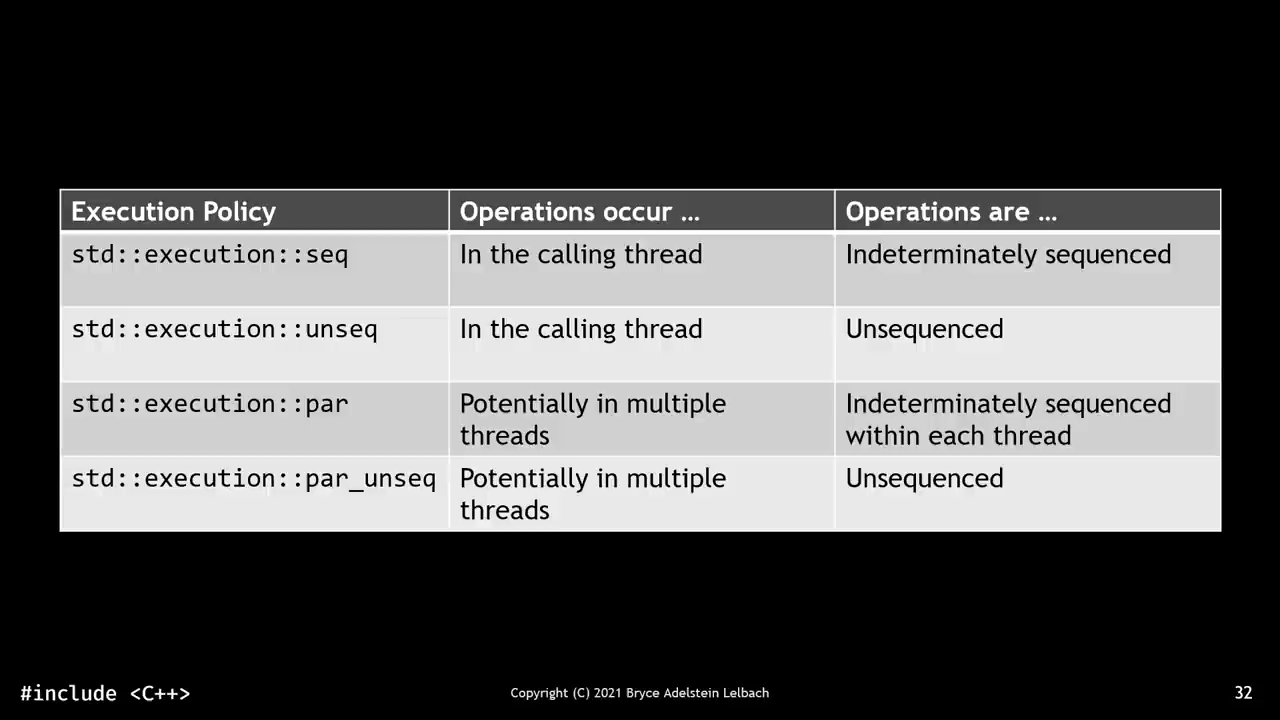 Execution Policy
Operations occur …
Operations are …
std::execution::seq
In the calling thread
Indeterminately sequenced
std::execution::unseq
In the calling thread
Unsequenced
std::execution::par
Potentially in multiple
threads
Indeterminately sequenced
within each thread
std::execution::par_unseq
Potentially in multiple
threads
Unsequenced
#include <C++>
Copyright (C) 2021 Bryce Adelstein Lelbach
32